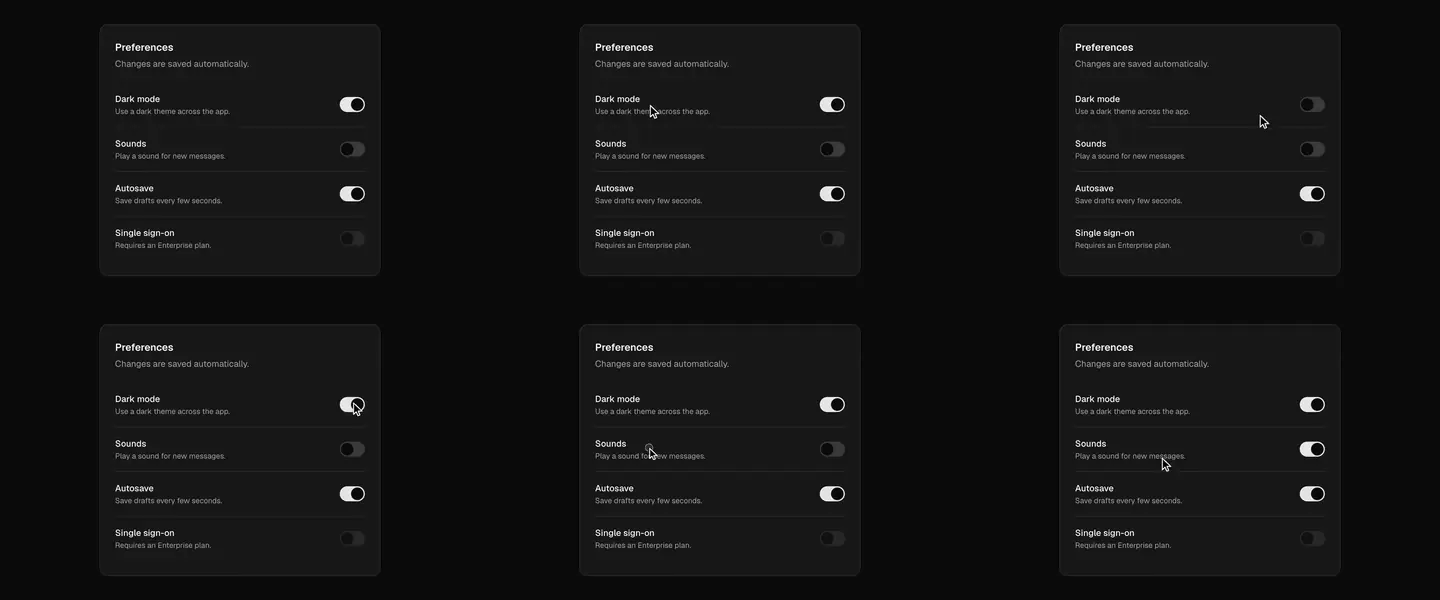 Preferences
Changes are saved automatically.
Dark mode
Use a dark theme across the app.
Sounds
Play a sound for new messages.
Autosave
Save drafts every few seconds.
Single sign-on
Requires an Enterprise plan.
Preferences
Changes are saved automatically.
Dark mode
Use a dark theme across the app.
Sounds
Play a sound for new messages.
Autosave
Save drafts every few seconds.
Single sign-on
Requires an Enterprise plan.
Preferences
Changes are saved automatically.
Dark mode
Use a dark theme across the app.
Sounds
Play a sound for new messages.
Autosave
Save drafts every few seconds.
Single sign-on
Requires an Enterprise plan.
Preferences
Changes are saved automatically.
Dark mode
Use a dark theme across the app.
Sounds
Play a sound for new messages.
Autosave
Save drafts every few seconds.
Single sign-on
Requires an Enterprise plan.
Preferences
Changes are saved automatically.
Dark mode
Use a dark theme across the app.
Sounds
Play a sound for new messages.
Autosave
Save drafts every few seconds.
Single sign-on
Requires an Enterprise plan.
Preferences
Changes are saved automatically.
Dark mode
Use a dark theme across the app.
Sounds
Play a sound for new messages.
Autosave
Save drafts every few seconds.
Single sign-on
Requires an Enterprise plan.